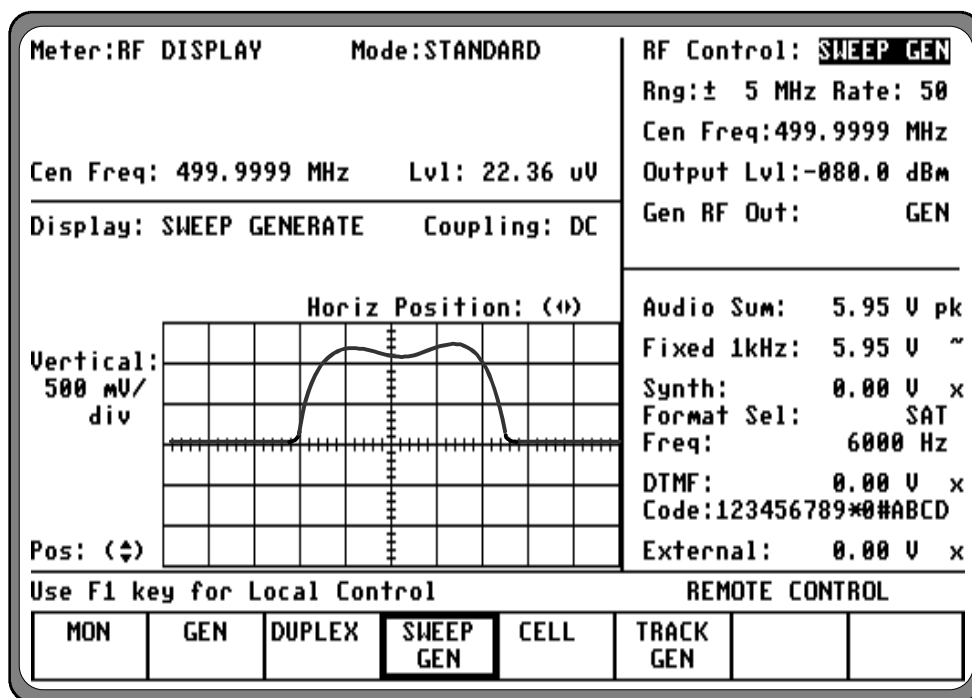 Meter:RF DISPLAY Mode:STANDARD
Cen Freq: 499.9999 MHz Lvl: 22.36 uV
Display: SWEEP GENERATE Coupling: DC
Horiz Position: (↔)
Vertical:
500 mV/
div
Pos: (↕)
RF Control: SWEEP GEN
Rng:± 5 MHz Rate: 50
Cen Freq:499.9999 MHz
Output Lvl:-080.0 dBm
Gen RF Out: GEN
Audio Sum: 5.95 V pk
Fixed 1kHz: 5.95 V ~
Synth: 0.00 V x
Format Sel: SAT
Freq: 6000 Hz
DTMF: 0.00 V x
Code:123456789*0#ABCD
External: 0.00 V x
Use F1 key for Local Control REMOTE CONTROL
MON GEN DUPLEX SWEEP GEN CELL TRACK GEN